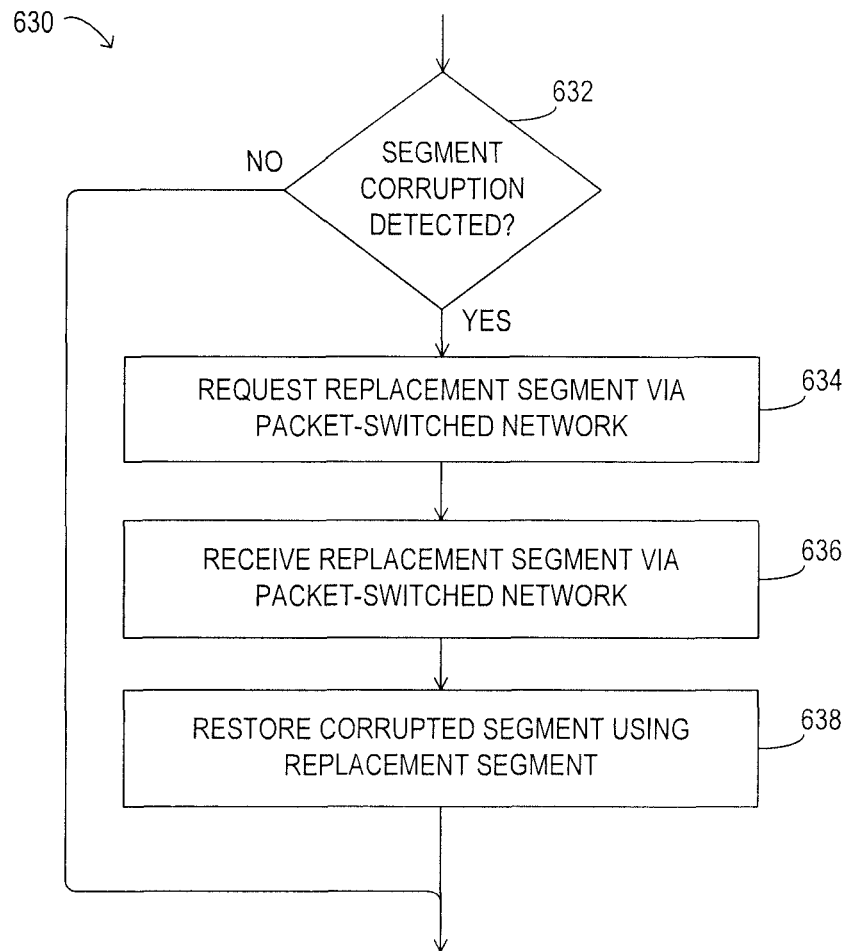 630
632
NO
SEGMENT
CORRUPTION
DETECTED?
YES
REQUEST REPLACEMENT SEGMENT VIA
PACKET-SWITCHED NETWORK
634
RECEIVE REPLACEMENT SEGMENT VIA
PACKET-SWITCHED NETWORK
636
RESTORE CORRUPTED SEGMENT USING
REPLACEMENT SEGMENT
638